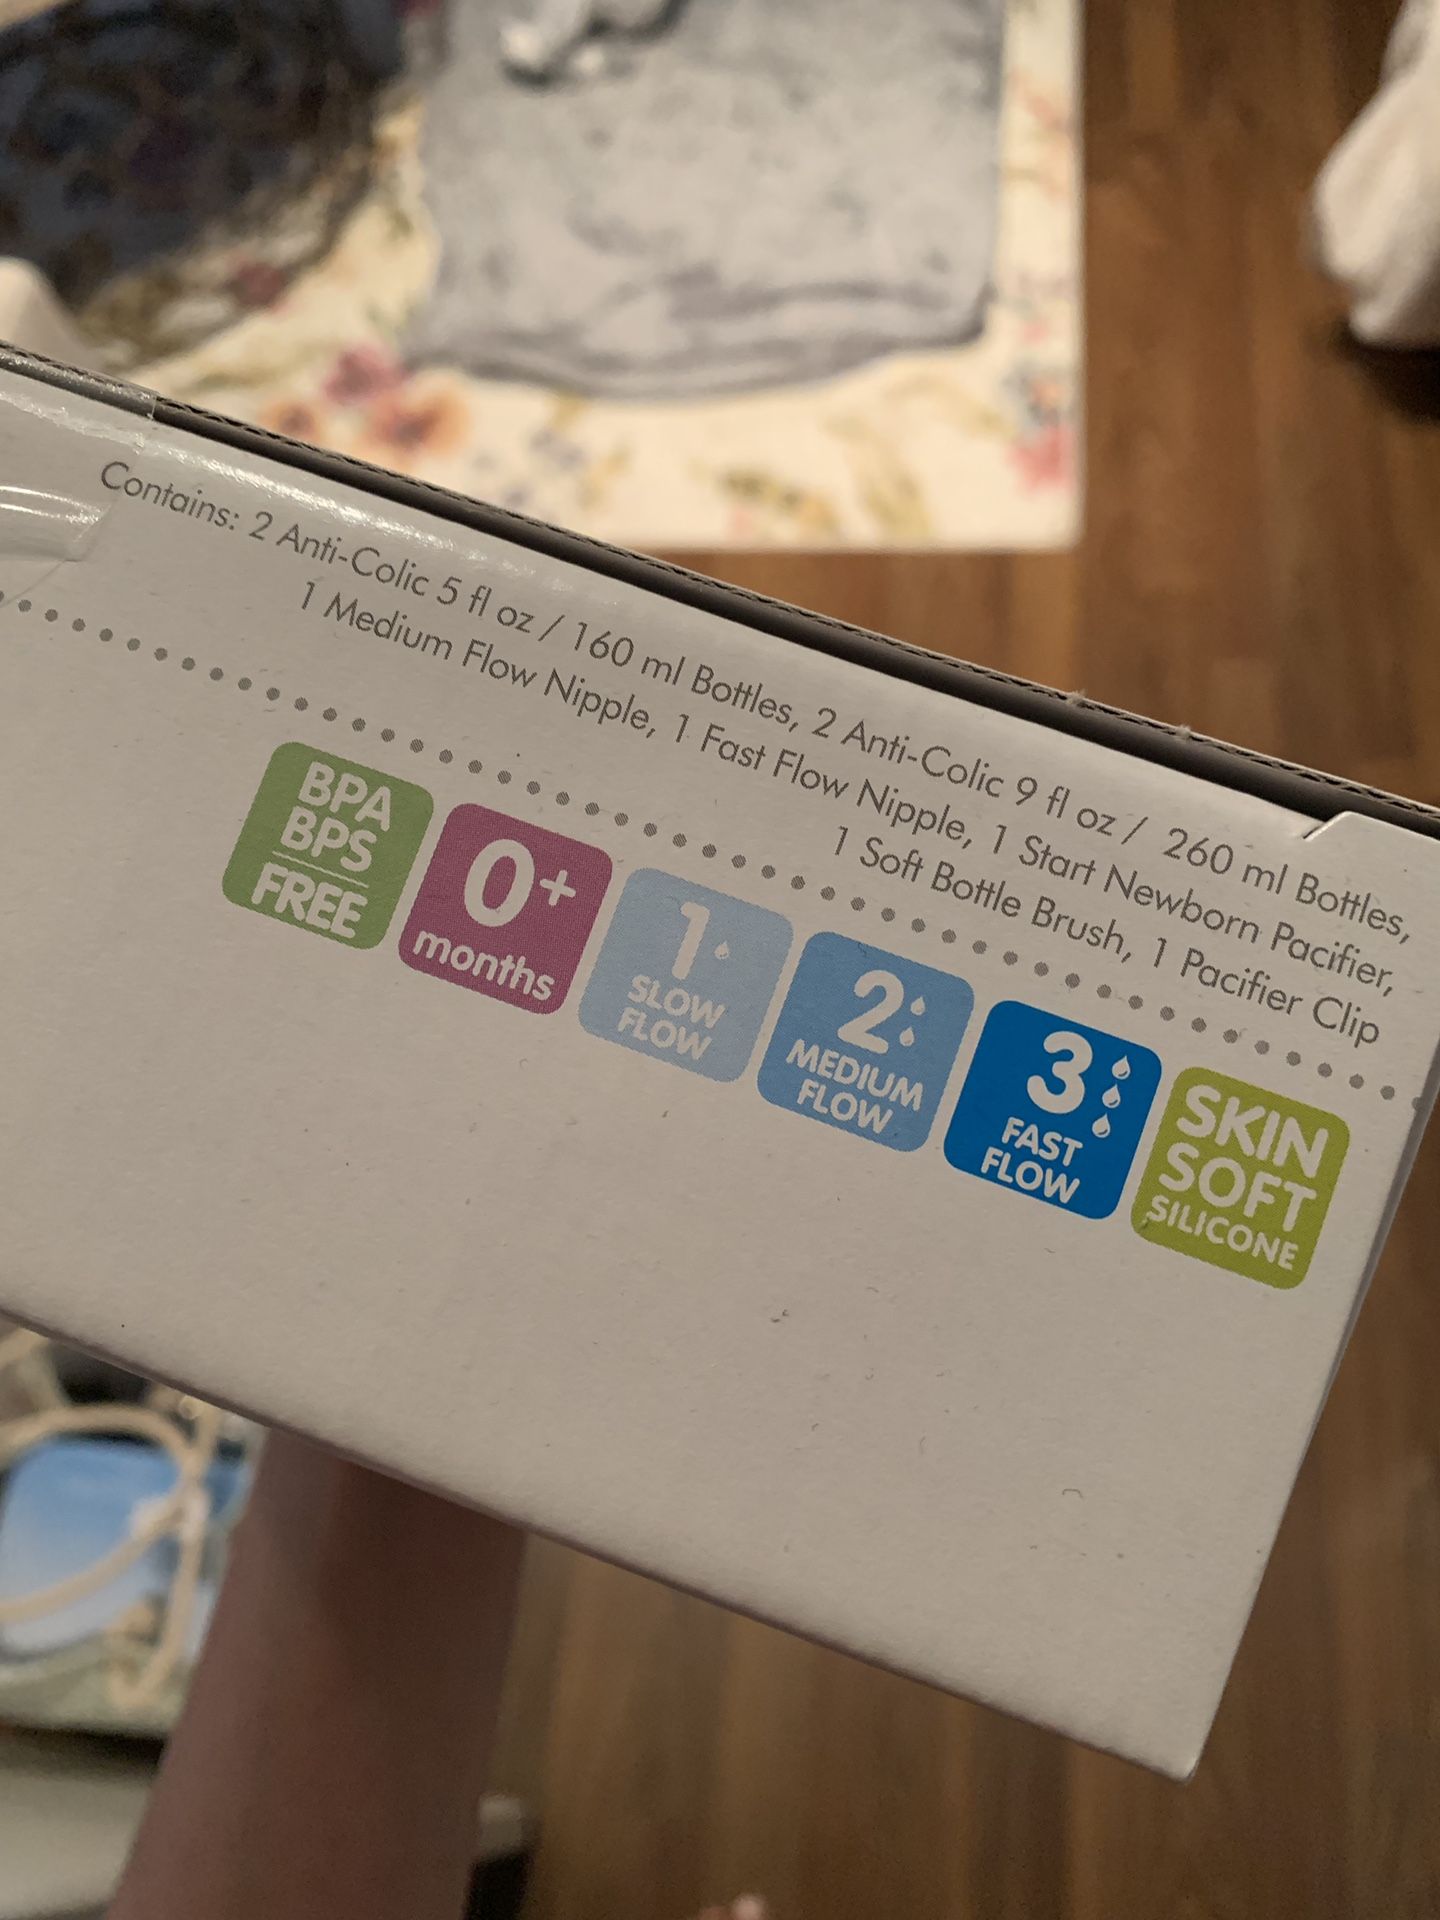 Contains: 2 Anti-Colic 5 fl oz / 160 ml Bottles, 2 Anti-Colic 9 fl oz / 260 ml Bottles,
1 Medium Flow Nipple, 1 Fast Flow Nipple, 1 Start Newborn Pacifier,
1 Soft Bottle Brush, 1 Pacifier Clip
BPA
BPS
FREE
0+
months
1
SLOW
FLOW
2
MEDIUM
FLOW
3
FAST
FLOW
SKIN
SOFT
SILICONE